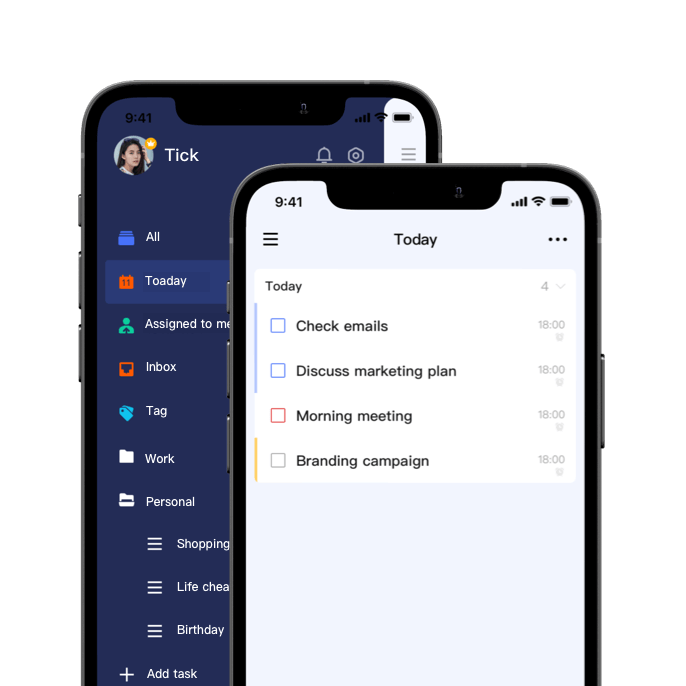 9:41
Tick
All
11
Toaday
Assigned to me
Inbox
Tag
Work
Personal
Shopping
Life chea
Birthday
Add task
9:41
Today
Today
4
Check emails
18:00
Discuss marketing plan
18:00
Morning meeting
18:00
Branding campaign
18:00